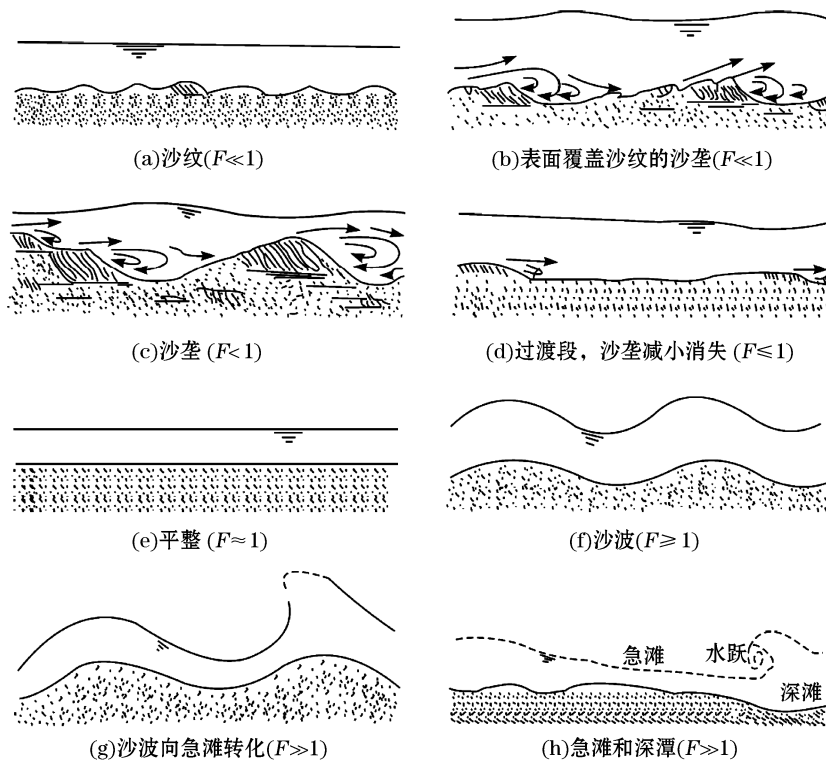 (a)沙纹(F≪1)
(b)表面覆盖沙纹的沙垄(F≪1)
(c)沙垄 (F<1)
(d)过渡段，沙垄减小消失 (F≤1)
(e)平整 (F≈1)
(f)沙波(F≥1)
急滩
水跃
深滩
(g)沙波向急滩转化(F≫1)
(h)急滩和深潭(F≫1)